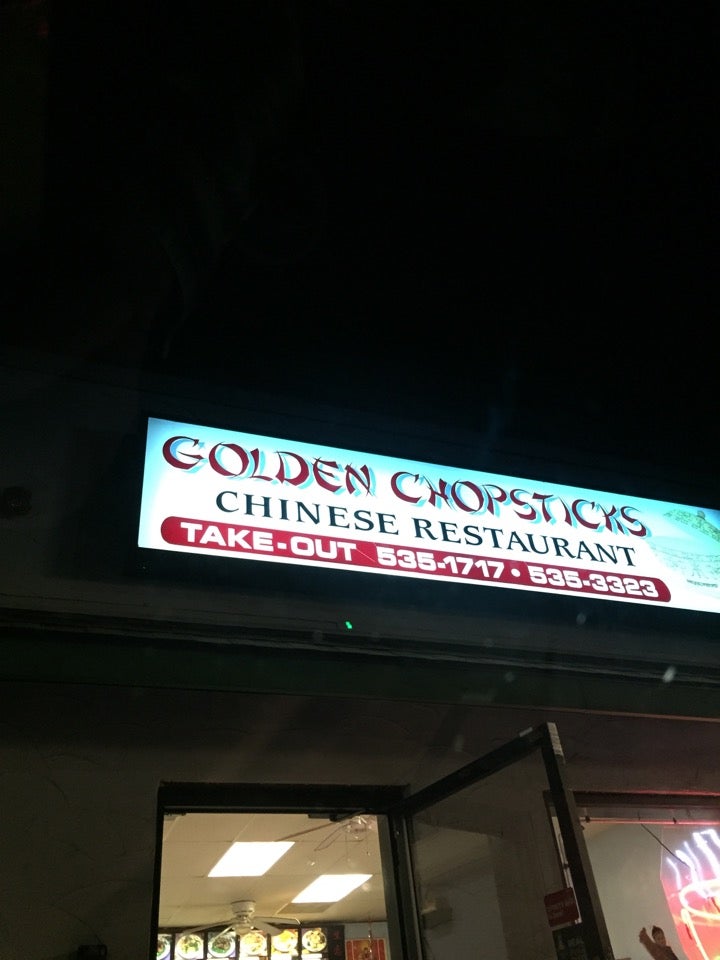 GOLDEN CHOPSTICKS
CHINESE RESTAURANT
TAKE-OUT 535-1717 • 535-3323